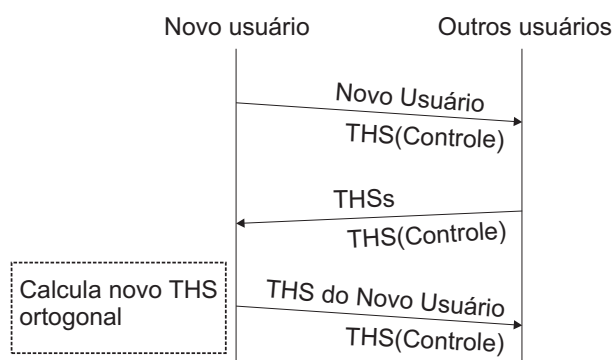 Novo usuário
Outros usuários
Novo Usuário
THS(Controle)
THSs
THS(Controle)
Calcula novo THS
ortogonal
THS do Novo Usuário
THS(Controle)